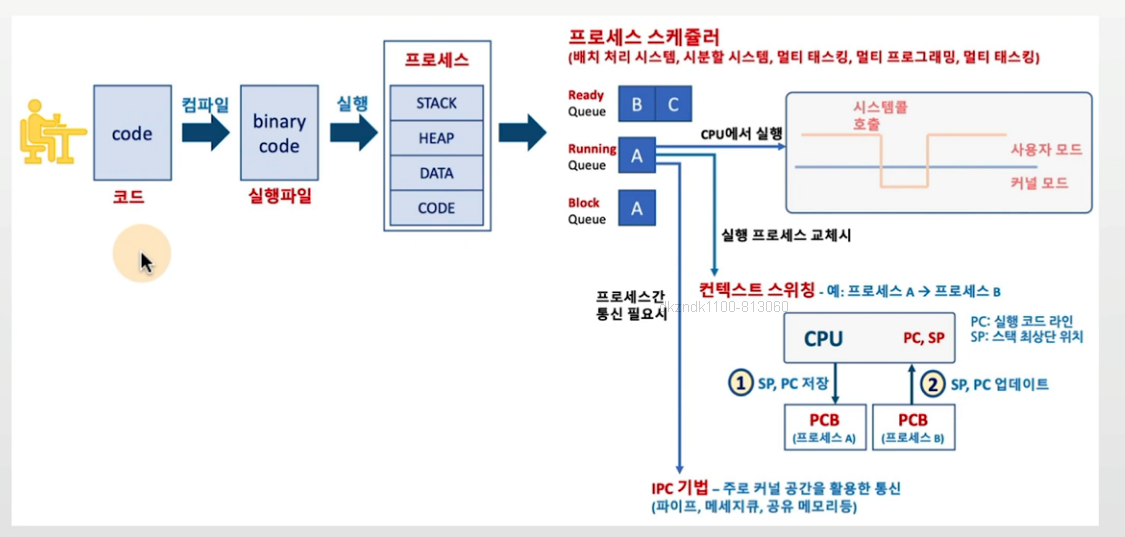 프로세스 스케쥴러
(배치 처리 시스템, 시분할 시스템, 멀티 태스킹, 멀티 프로그래밍, 멀티 태스킹)
code
코드
컴파일
binary
code
실행파일
실행
프로세스
STACK
HEAP
DATA
CODE
Ready
Queue
B
C
Running
Queue
A
Block
Queue
A
CPU에서 실행
시스템콜
호출
사용자 모드
커널 모드
실행 프로세스 교체시
프로세스간
통신 필요시
컨텍스트 스위칭 - 예: 프로세스 A → 프로세스 B
CPU
PC, SP
PC: 실행 코드 라인
SP: 스택 최상단 위치
1 SP, PC 저장
2 SP, PC 업데이트
PCB
(프로세스 A)
PCB
(프로세스 B)
IPC 기법 – 주로 커널 공간을 활용한 통신
(파이프, 메세지큐, 공유 메모리등)